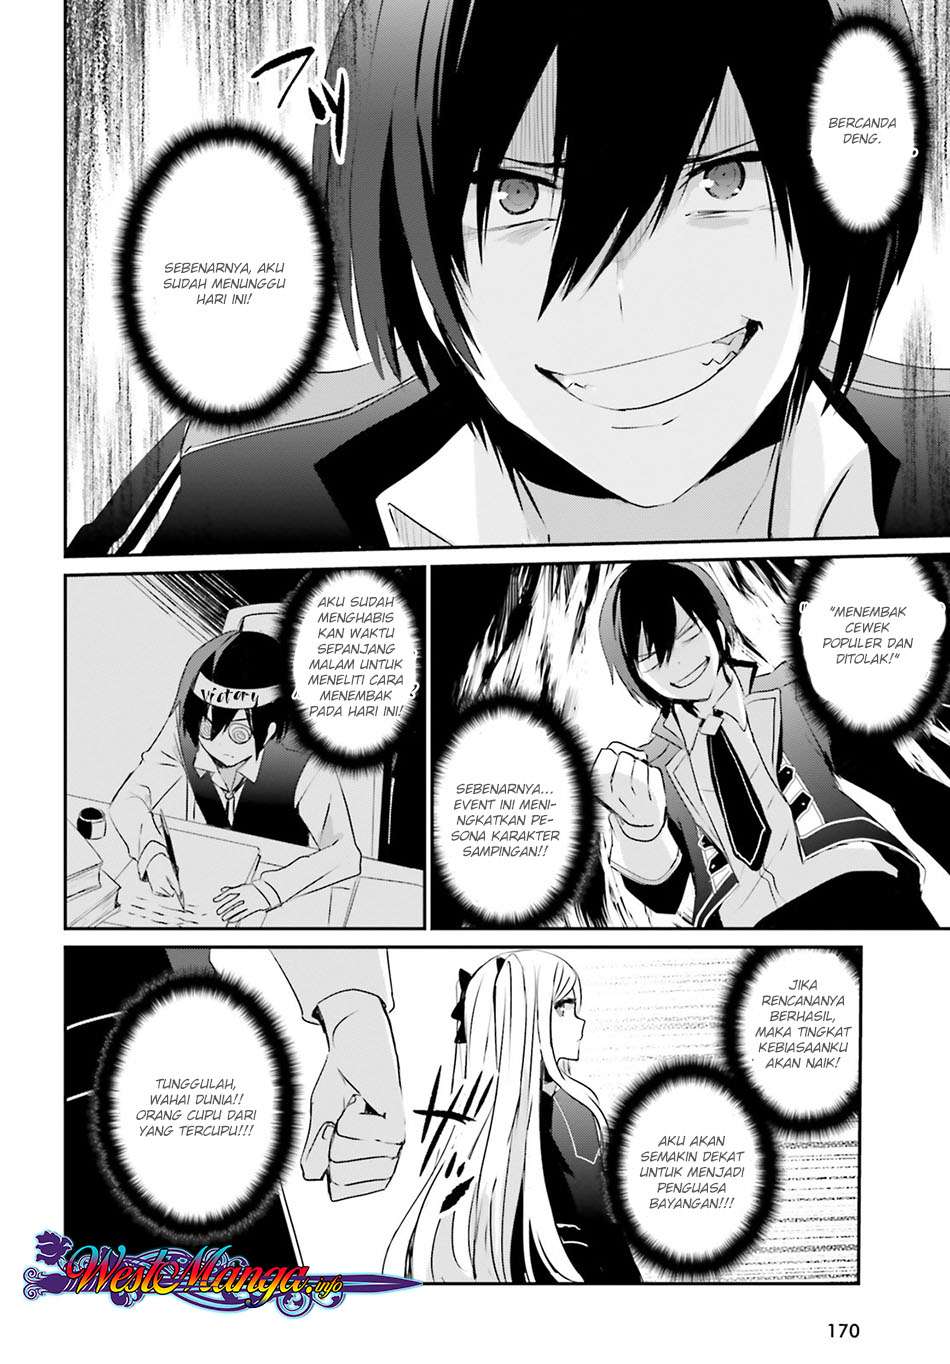 BERCANDA
DENG.
SEBENARNYA, AKU
SUDAH MENUNGGU
HARI INI!
"MENEMBAK
CEWEK
POPULER DAN
DITOLAK!"
SEBENARNYA...
EVENT INI MENI-
NGKATKAN PE-
SONA KARAKTER
SAMPINGAN!!
AKU SUDAH
MENGHABIS
KAN WAKTU
SEPANJANG
MALAM UNTUK
MENELITI CARA
MENEMBAK
PADA HARI INI!
Victory
JIKA
RENCANANYA
BERHASIL,
MAKA TINGKAT
KEBIASAANKU
AKAN NAIK!
AKU AKAN
SEMAKIN DEKAT
UNTUK MENJADI
PENGUASA
BAYANGAN!!!
TUNGGULAH,
WAHAI DUNIA!!
ORANG CUPU DARI
YANG TERCUPU!!!
WestManga.info
170